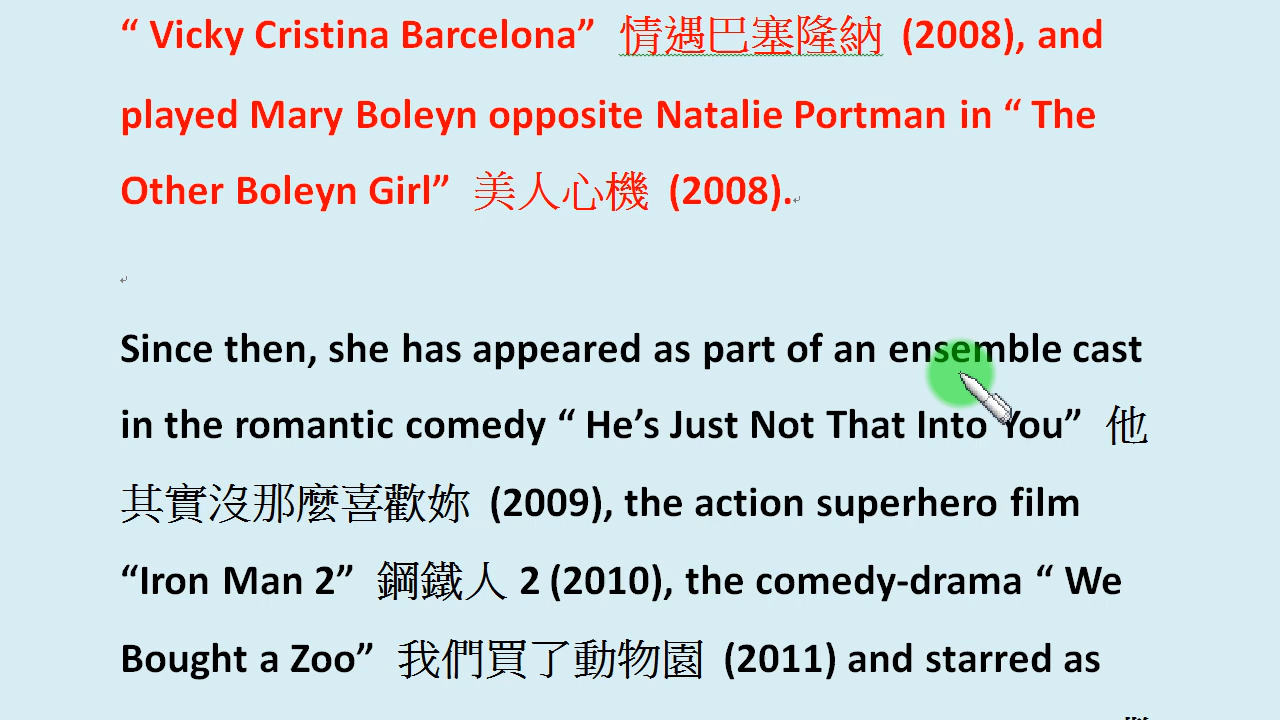 “ Vicky Cristina Barcelona” 情遇巴塞隆納 (2008), and
played Mary Boleyn opposite Natalie Portman in “ The
Other Boleyn Girl” 美人心機 (2008).
Since then, she has appeared as part of an ensemble cast
in the romantic comedy “ He’s Just Not That Into You” 他
其實沒那麼喜歡妳 (2009), the action superhero film
“Iron Man 2” 鋼鐵人 2 (2010), the comedy-drama “ We
Bought a Zoo” 我們買了動物園 (2011) and starred as